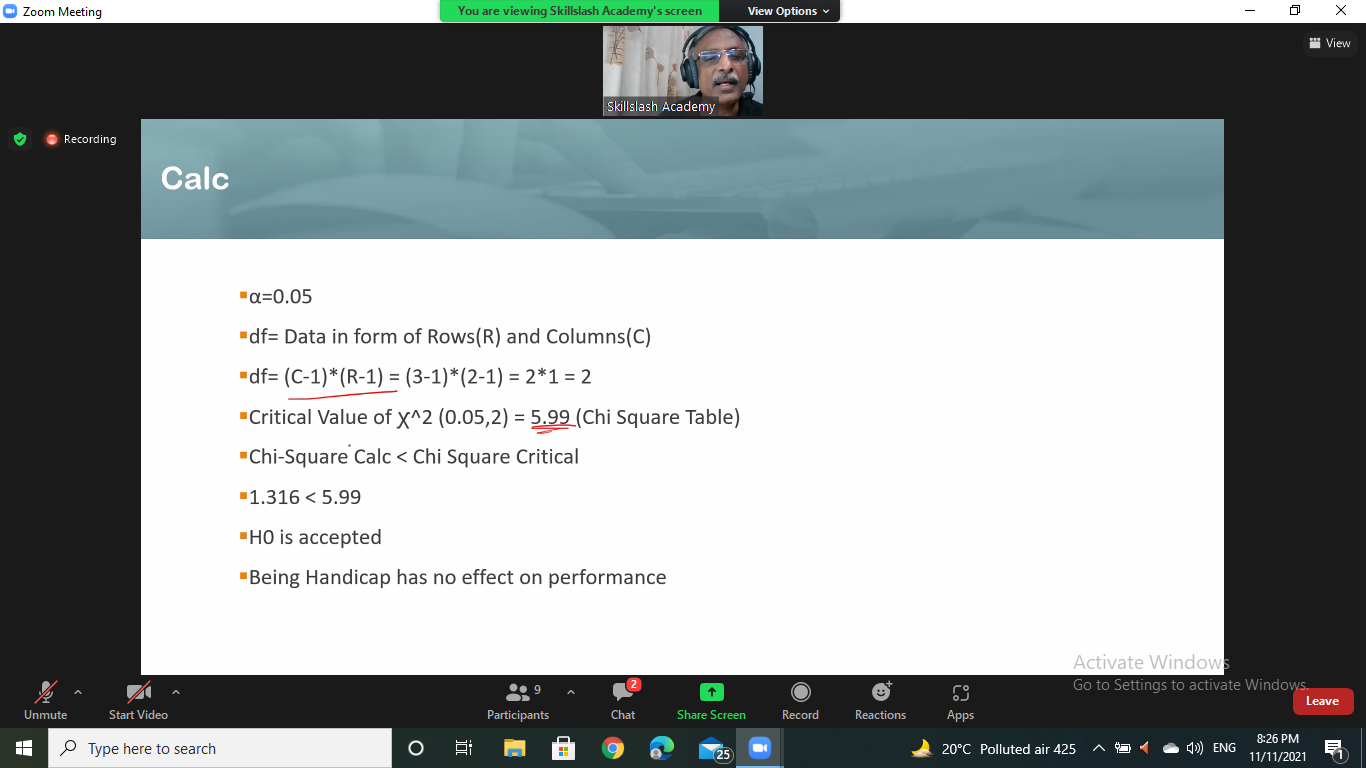 Zoom Meeting
You are viewing Skillslash Academy's screen
View Options
View
Skillslash Academy
Recording
Calc
α=0.05
df= Data in form of Rows(R) and Columns(C)
df= (C-1)*(R-1) = (3-1)*(2-1) = 2*1 = 2
Critical Value of χ^2 (0.05,2) = 5.99 (Chi Square Table)
Chi-Square Calc < Chi Square Critical
1.316 < 5.99
H0 is accepted
Being Handicap has no effect on performance
Activate Windows
Go to Settings to activate Windows.
Unmute
Start Video
Participants
9
Chat
2
Share Screen
Record
Reactions
Apps
Leave
Type here to search
25
20°C Polluted air 425
ENG
8:26 PM
11/11/2021
1